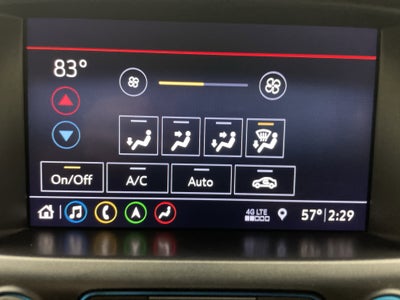 83°
On/Off A/C Auto
4G LTE 57° 2:29